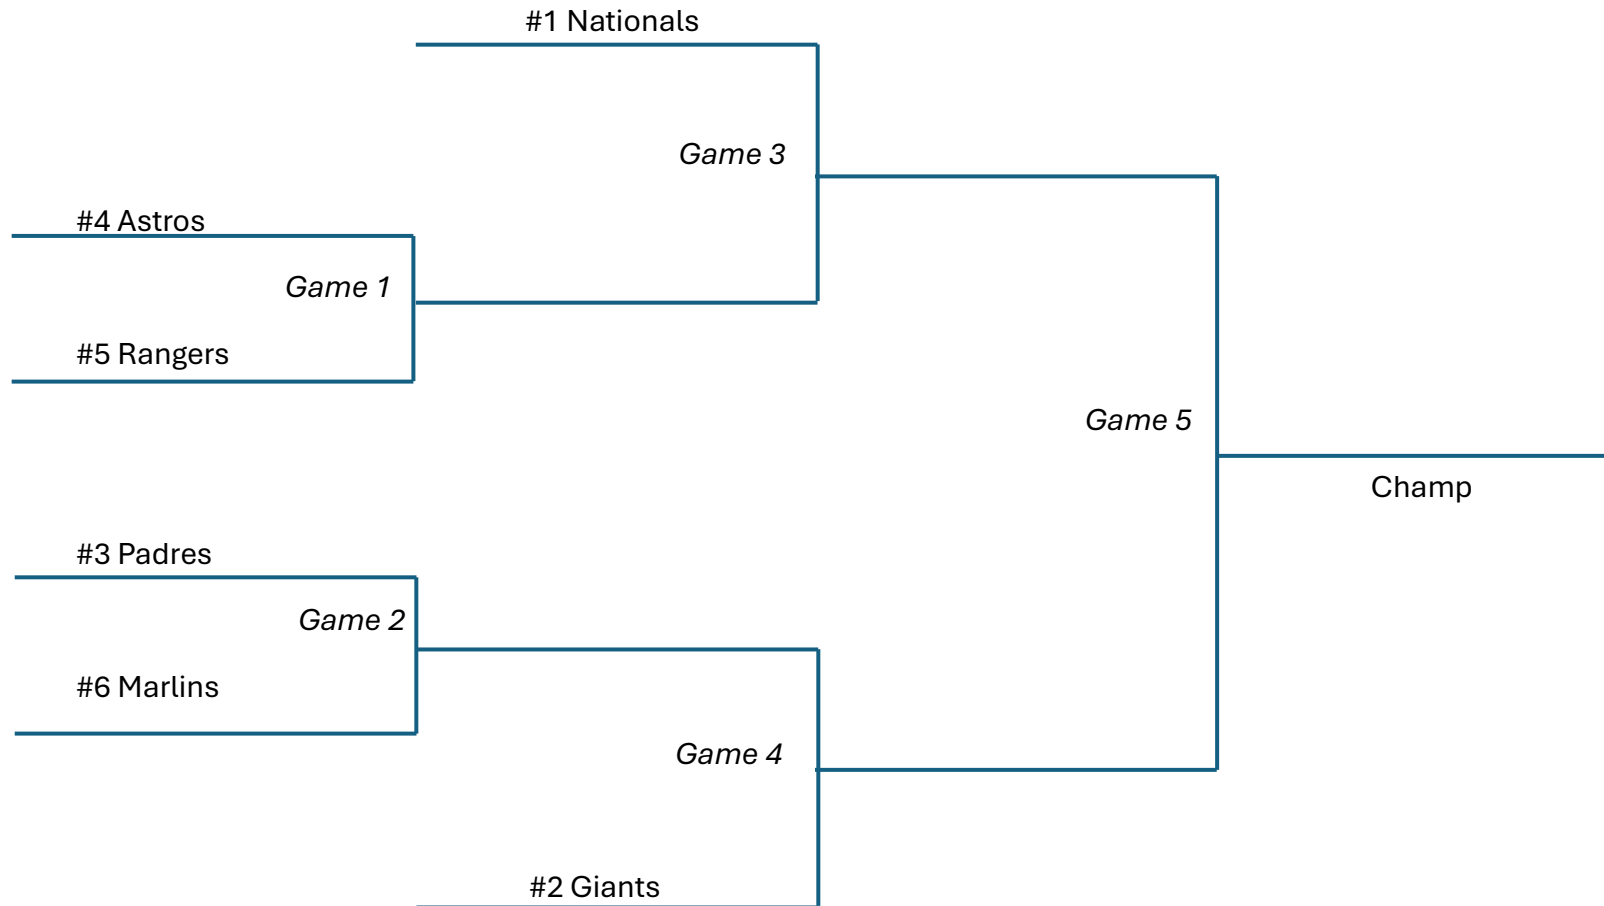 #1 Nationals
Game 3
#4 Astros
Game 1
#5 Rangers
Game 5
Champ
#3 Padres
Game 2
#6 Marlins
Game 4
#2 Giants